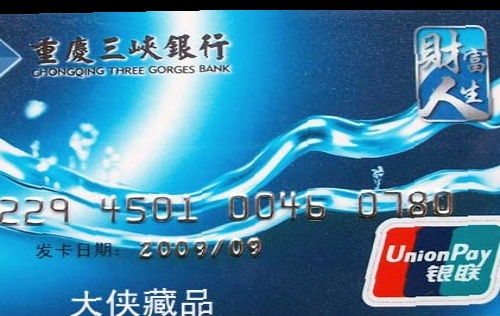 重慶三峽銀行
CHONGQING THREE GORGES BANK
財富
人生
229 4501 0046 0780
发卡日期: 2009/09
UnionPay
银联
大侠藏品